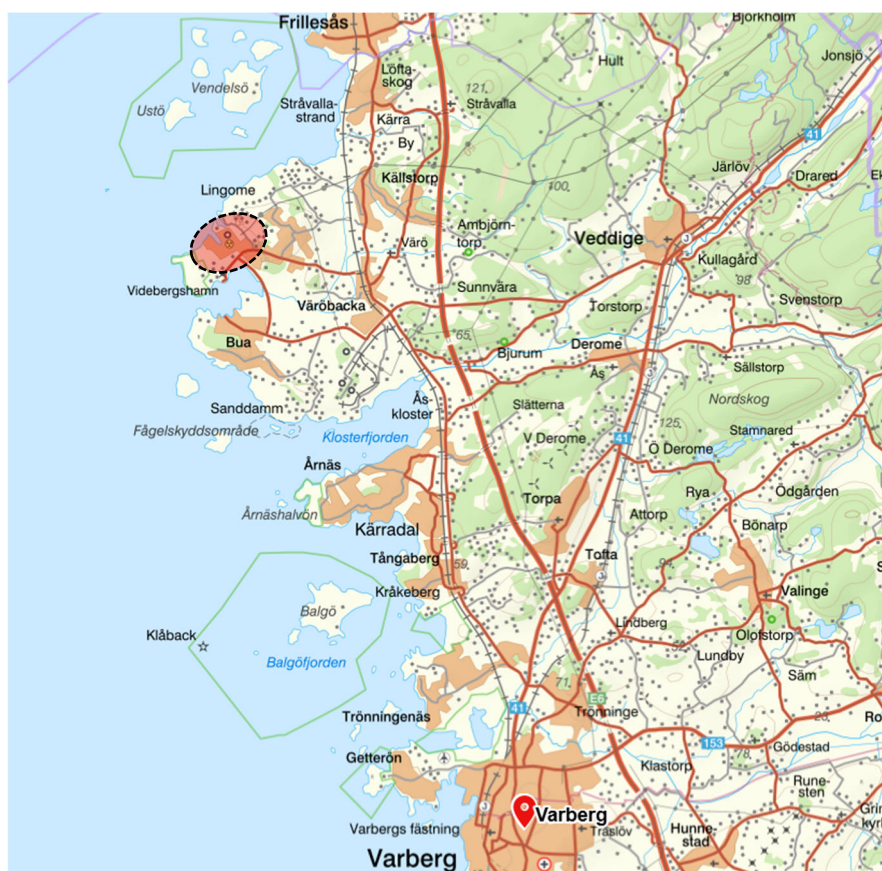 Frillesås
Björkholm
Jonsjö
Hult
Löfta-
skog
Vendelsö
121.
Ustö
Stråvalla-
strand
Stråvalla
Kärra
By
41
Järlöv
Källstorp
Drared
Lingome
100.
Ambjörn-
torp
Veddige
J
Värö
Kullagård
98
Videbergshamn
Sunnvära
Väröbacka
Torstorp
Svenstorp
65.
Bua
Bjurum
Derome
Ås
Sällstorp
Ås-
kloster
Slätterna
Nordskog
Sanddamm
125.
Fågelskyddsområde
Klosterfjorden
V Derome
41
Stamnared
Ö Derome
Årnäs
Torpa
Rya
Ödgården
Årnäshalvön
Attorp
Bönarp
Kärradal
Tofta
Tångaberg
59.
94.
J
Kråkeberg
Valinge
Balgö
Lindberg
Klåback
Olofstorp
Balgöfjorden
Lundby
Säm
71.
E6
Trönningenäs
41
Trönninge
Ro
153
Gödestad
78.
Getterön
Klastorp
Rune-
sten
J
Varberg
Varbergs fästning
Träslöv
Hunne-
stad
Varberg